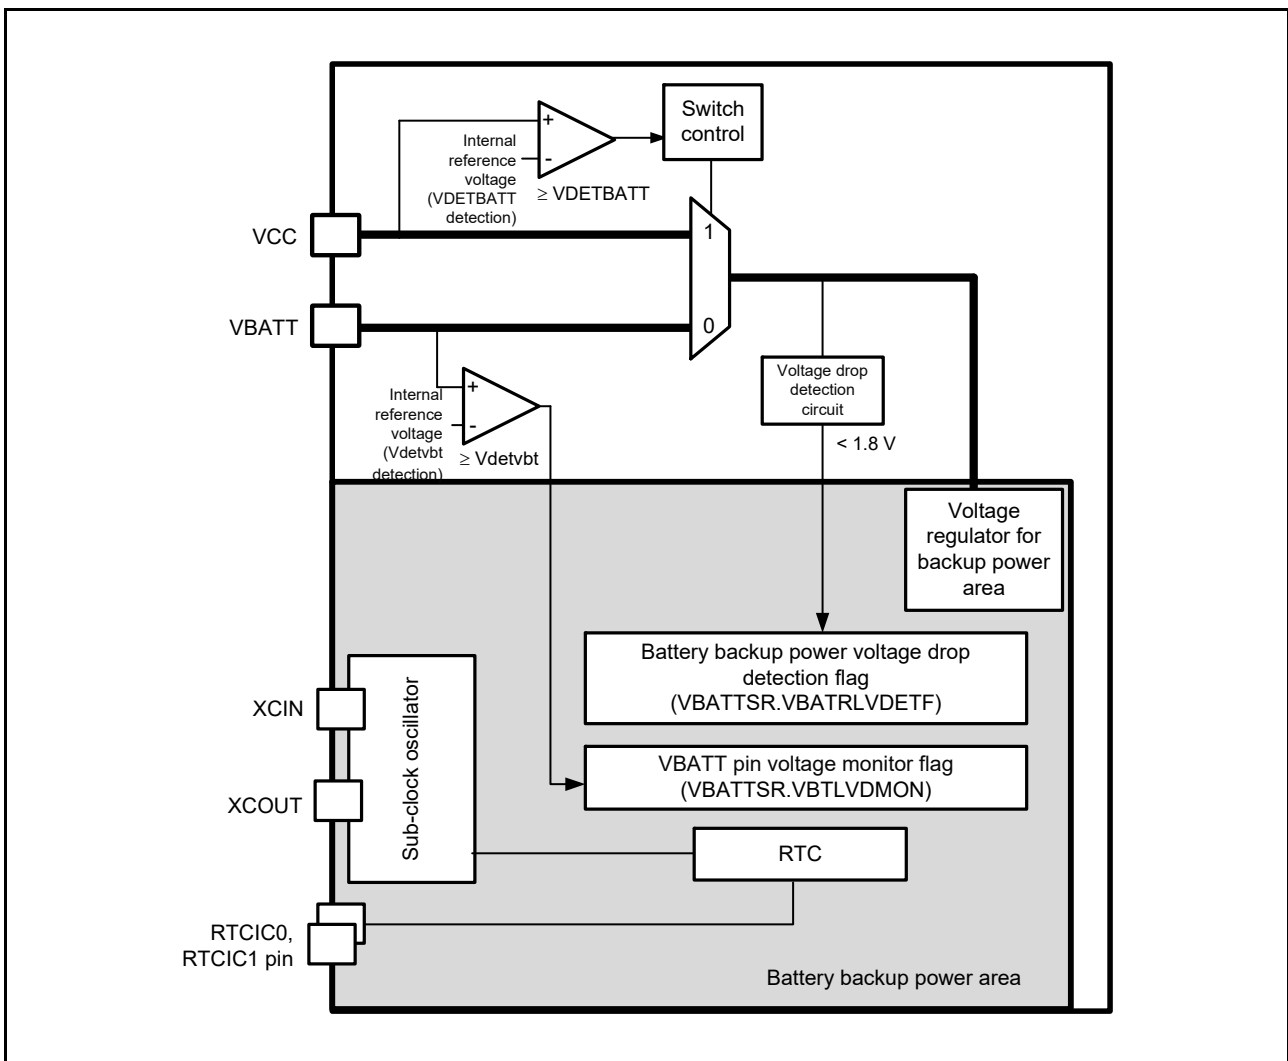 Switch
control
+
Internal
reference
voltage
(VDETBATT
detection)
-
≥ VDETBATT
VCC
1
VBATT
0
Voltage drop
detection
circuit
< 1.8 V
+
Internal
reference
voltage
(Vdetvbt
detection)
-
≥ Vdetvbt
Voltage
regulator for
backup power
area
Battery backup power voltage drop
detection flag
(VBATTSR.VBATRLVDETF)
XCIN
Sub-clock oscillator
VBATT pin voltage monitor flag
(VBATTSR.VBTLVDMON)
XCOUT
RTC
RTCIC0,
RTCIC1 pin
Battery backup power area